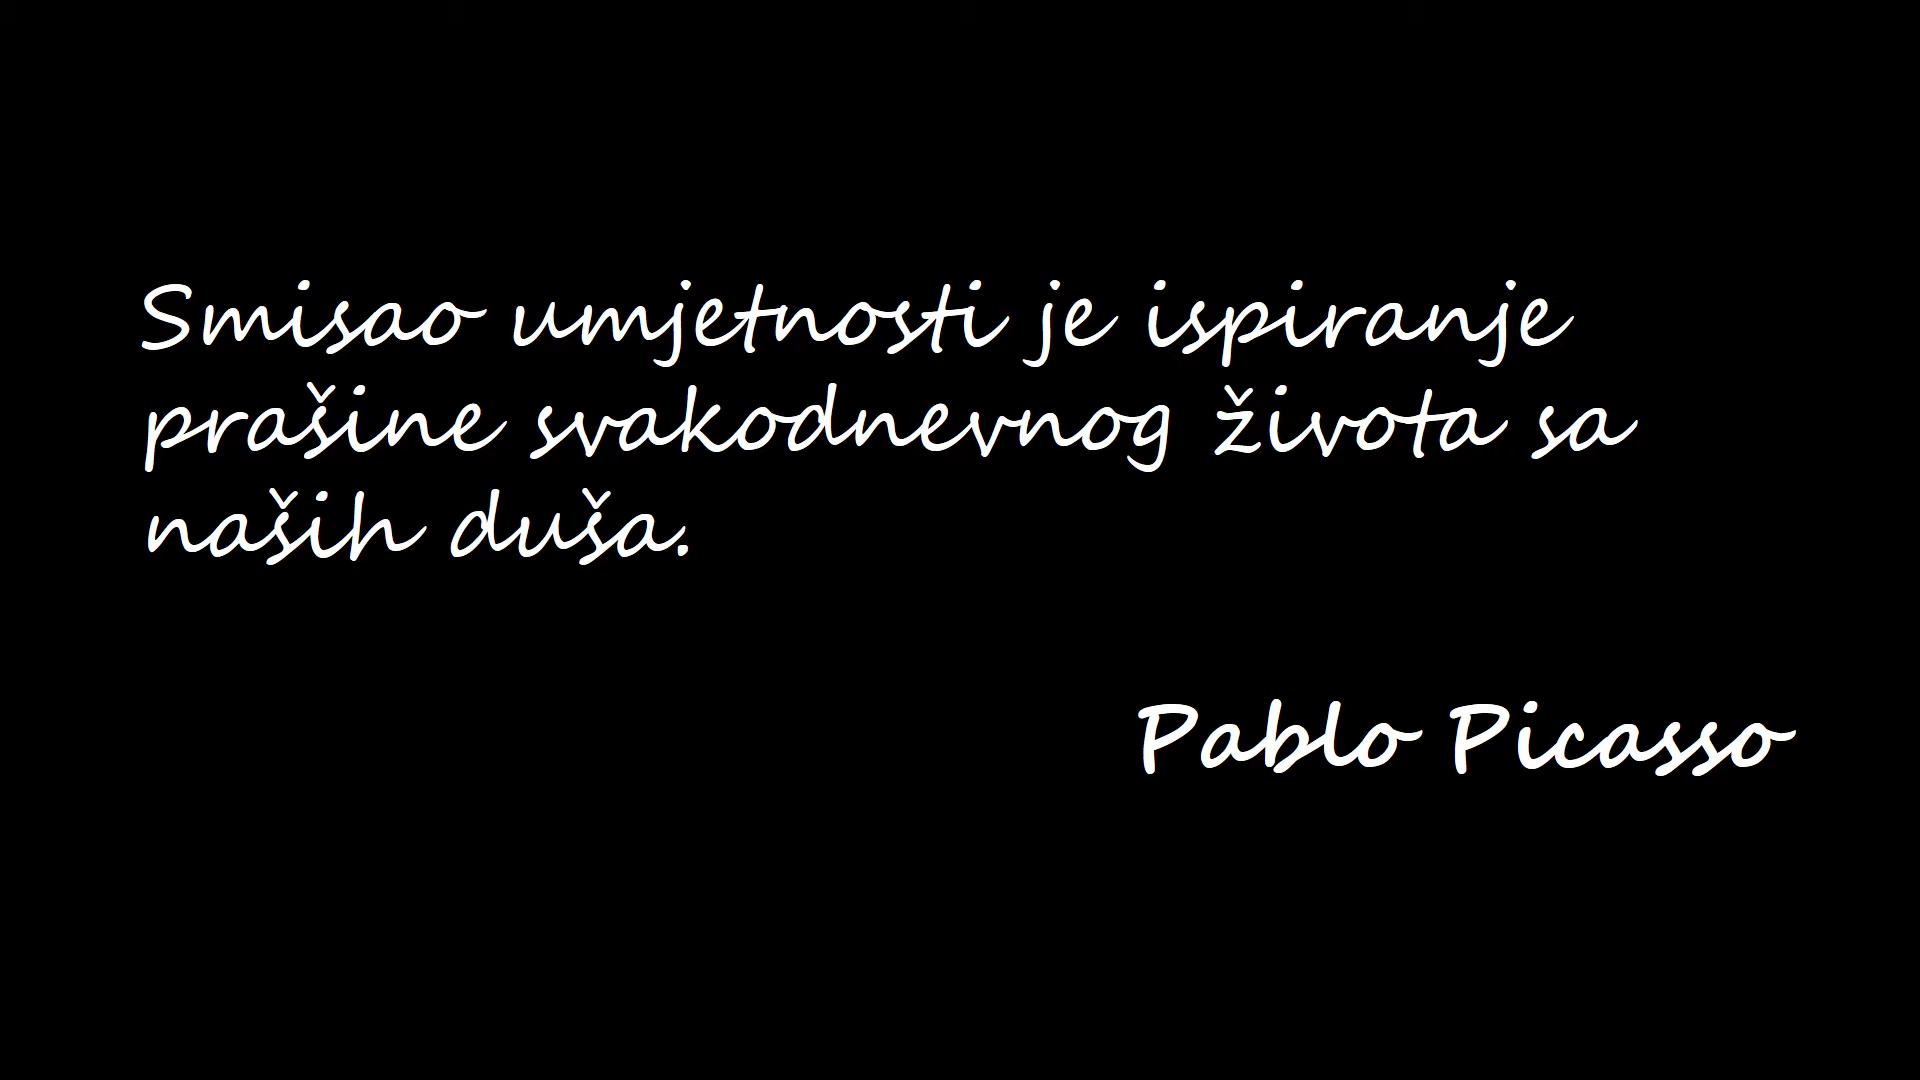 Smisao umjetnosti je ispiranje
prašine svakodnevnog života sa
naših duša.
Pablo Picasso